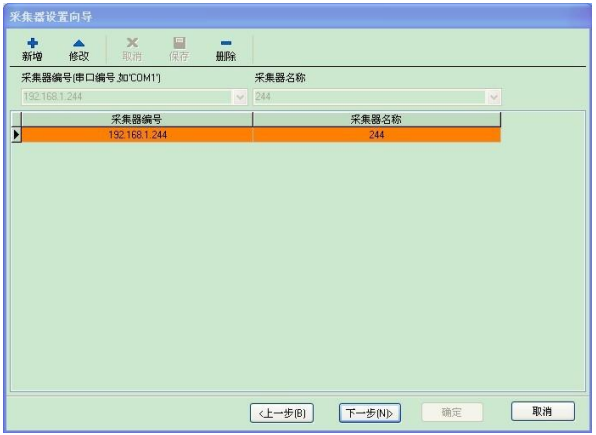 采集器设置向导
新增 修改 取消 保存 删除
采集器编号(串口编号,如'COM1') 采集器名称
192.168.1.244 244
采集器编号 采集器名称
192.168.1.244 244
<上一步(B) 下一步(N)> 确定 取消